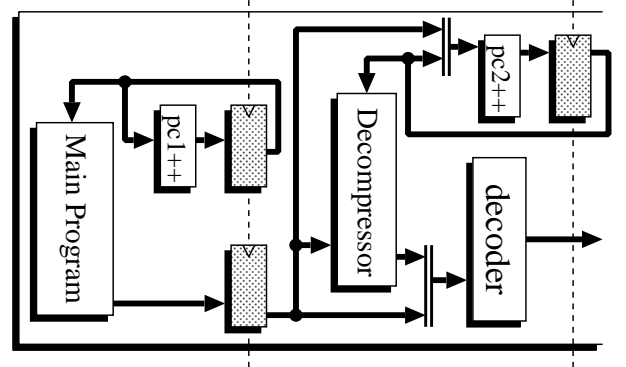 Main Program
pc1++
Decompressor
pc2++
decoder